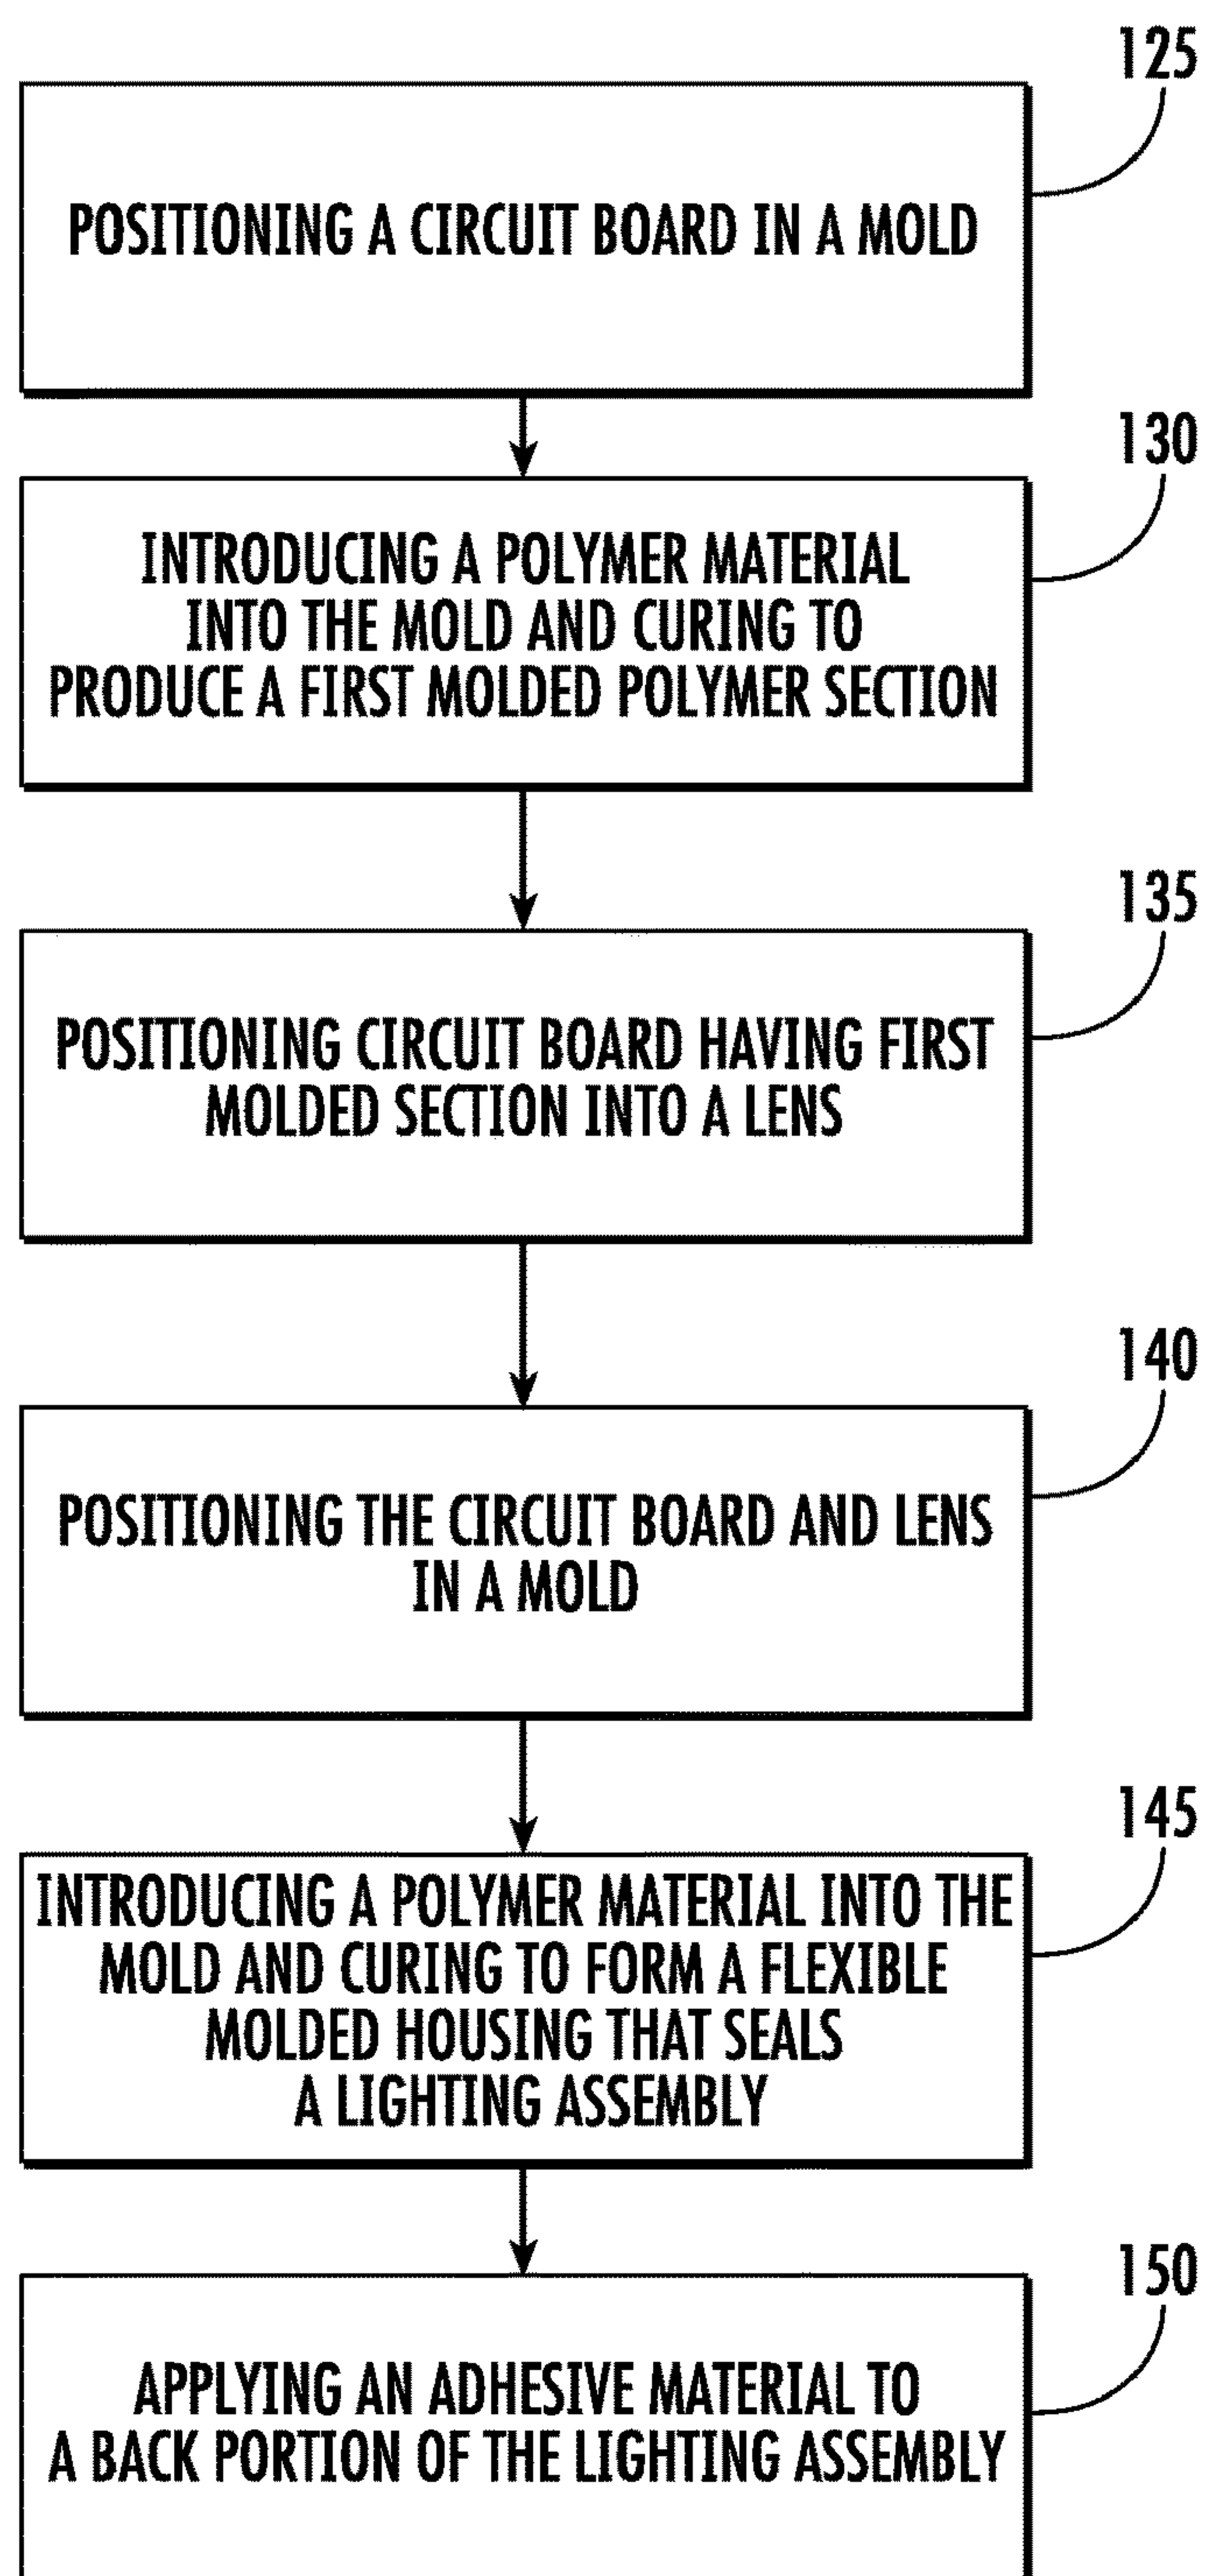 125
POSITIONING A CIRCUIT BOARD IN A MOLD
130
INTRODUCING A POLYMER MATERIAL
INTO THE MOLD AND CURING TO
PRODUCE A FIRST MOLDED POLYMER SECTION
135
POSITIONING CIRCUIT BOARD HAVING FIRST
MOLDED SECTION INTO A LENS
140
POSITIONING THE CIRCUIT BOARD AND LENS
IN A MOLD
145
INTRODUCING A POLYMER MATERIAL INTO THE
MOLD AND CURING TO FORM A FLEXIBLE
MOLDED HOUSING THAT SEALS
A LIGHTING ASSEMBLY
150
APPLYING AN ADHESIVE MATERIAL TO
A BACK PORTION OF THE LIGHTING ASSEMBLY